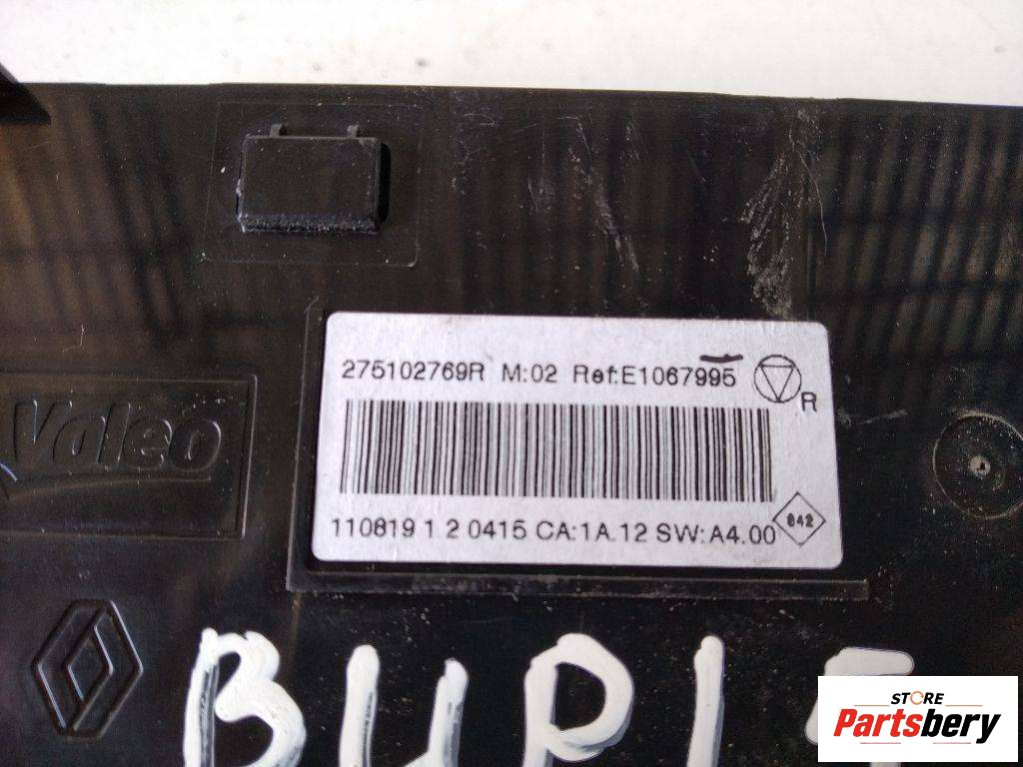 275102769R M:02 Ref:E1067995
R
110819 1 2 0415 CA:1A.12 SW:A4.00
842
Valeo
STORE
Partsbery